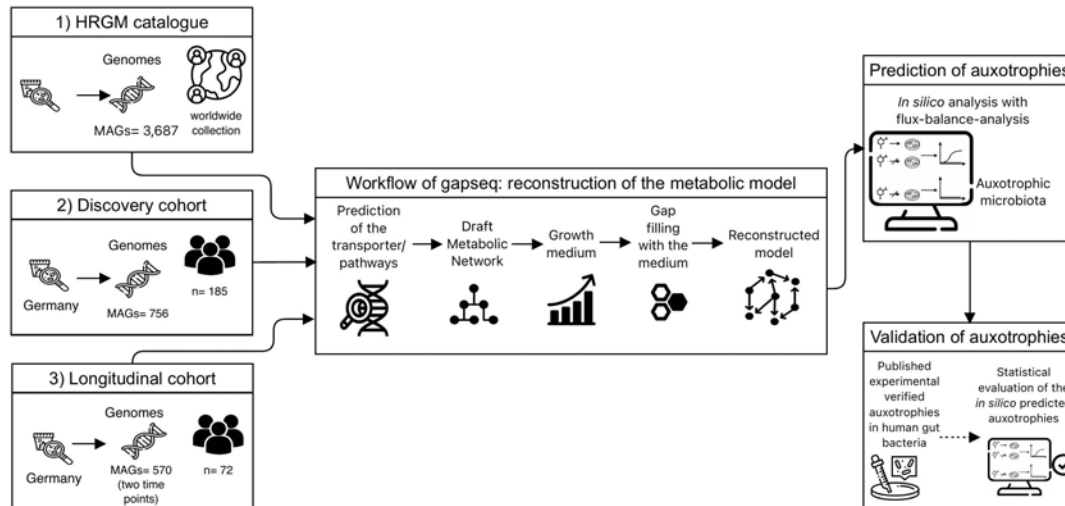 1) HRGM catalogue
Genomes
MAGs= 3,687
worldwide
collection
2) Discovery cohort
Genomes
Germany
MAGs= 756
n= 185
3) Longitudinal cohort
Genomes
Germany
MAGs= 570
(two time
points)
n= 72
Workflow of gapseq: reconstruction of the metabolic model
Prediction
of the
transporter/
pathways
Draft
Metabolic
Network
Growth
medium
Gap
filling
with the
medium
Reconstructed
model
Prediction of auxotrophies
In silico analysis with
flux-balance-analysis
Auxotrophic
microbiota
Validation of auxotrophies
Published
experimental
verified
auxotrophies
in human gut
bacteria
Statistical
evaluation of the
in silico predicte
auxotrophies